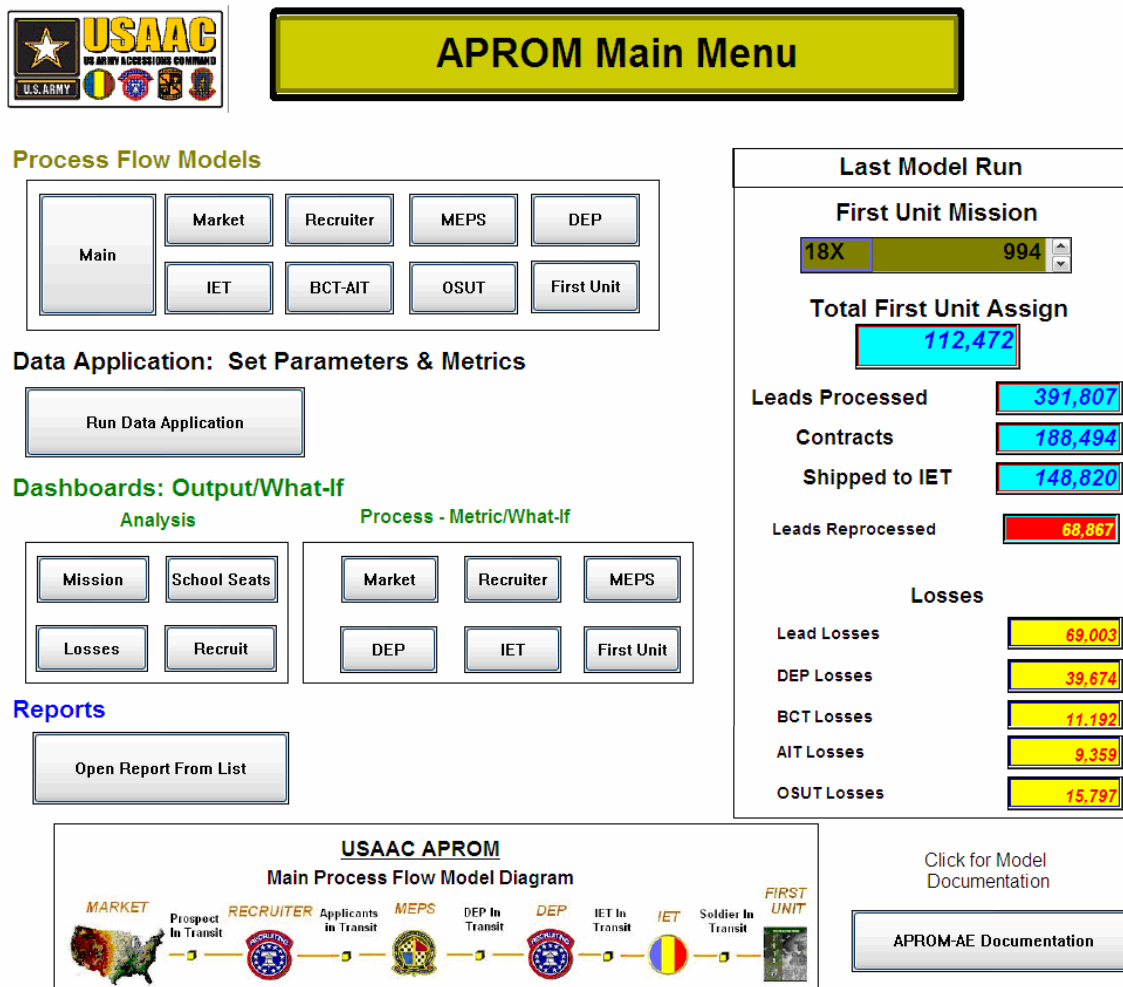 USAAC
US ARMY ACCESSIONS COMMAND
U.S.ARMY
APROM Main Menu
Process Flow Models
Main
Market
Recruiter
MEPS
DEP
IET
BCT-AIT
OSUT
First Unit
Data Application: Set Parameters & Metrics
Run Data Application
Dashboards: Output/What-If
Analysis
Process - Metric/What-If
Mission
School Seats
Losses
Recruit
Market
Recruiter
MEPS
DEP
IET
First Unit
Reports
Open Report From List
Last Model Run
First Unit Mission
18X 994
Total First Unit Assign
112,472
Leads Processed 391,807
Contracts 188,494
Shipped to IET 148,820
Leads Reprocessed 68,867
Losses
Lead Losses 69,003
DEP Losses 39,674
BCT Losses 11.192
AIT Losses 9,359
OSUT Losses 15,797
USAAC APROM
Main Process Flow Model Diagram
MARKET
Prospect
In Transit
RECRUITER
RECRUITING
Applicants
in Transit
MEPS
DEP In
Transit
DEP
RECRUITING
IET In
Transit
IET
Soldier In
Transit
FIRST
UNIT
Click for Model
Documentation
APROM-AE Documentation